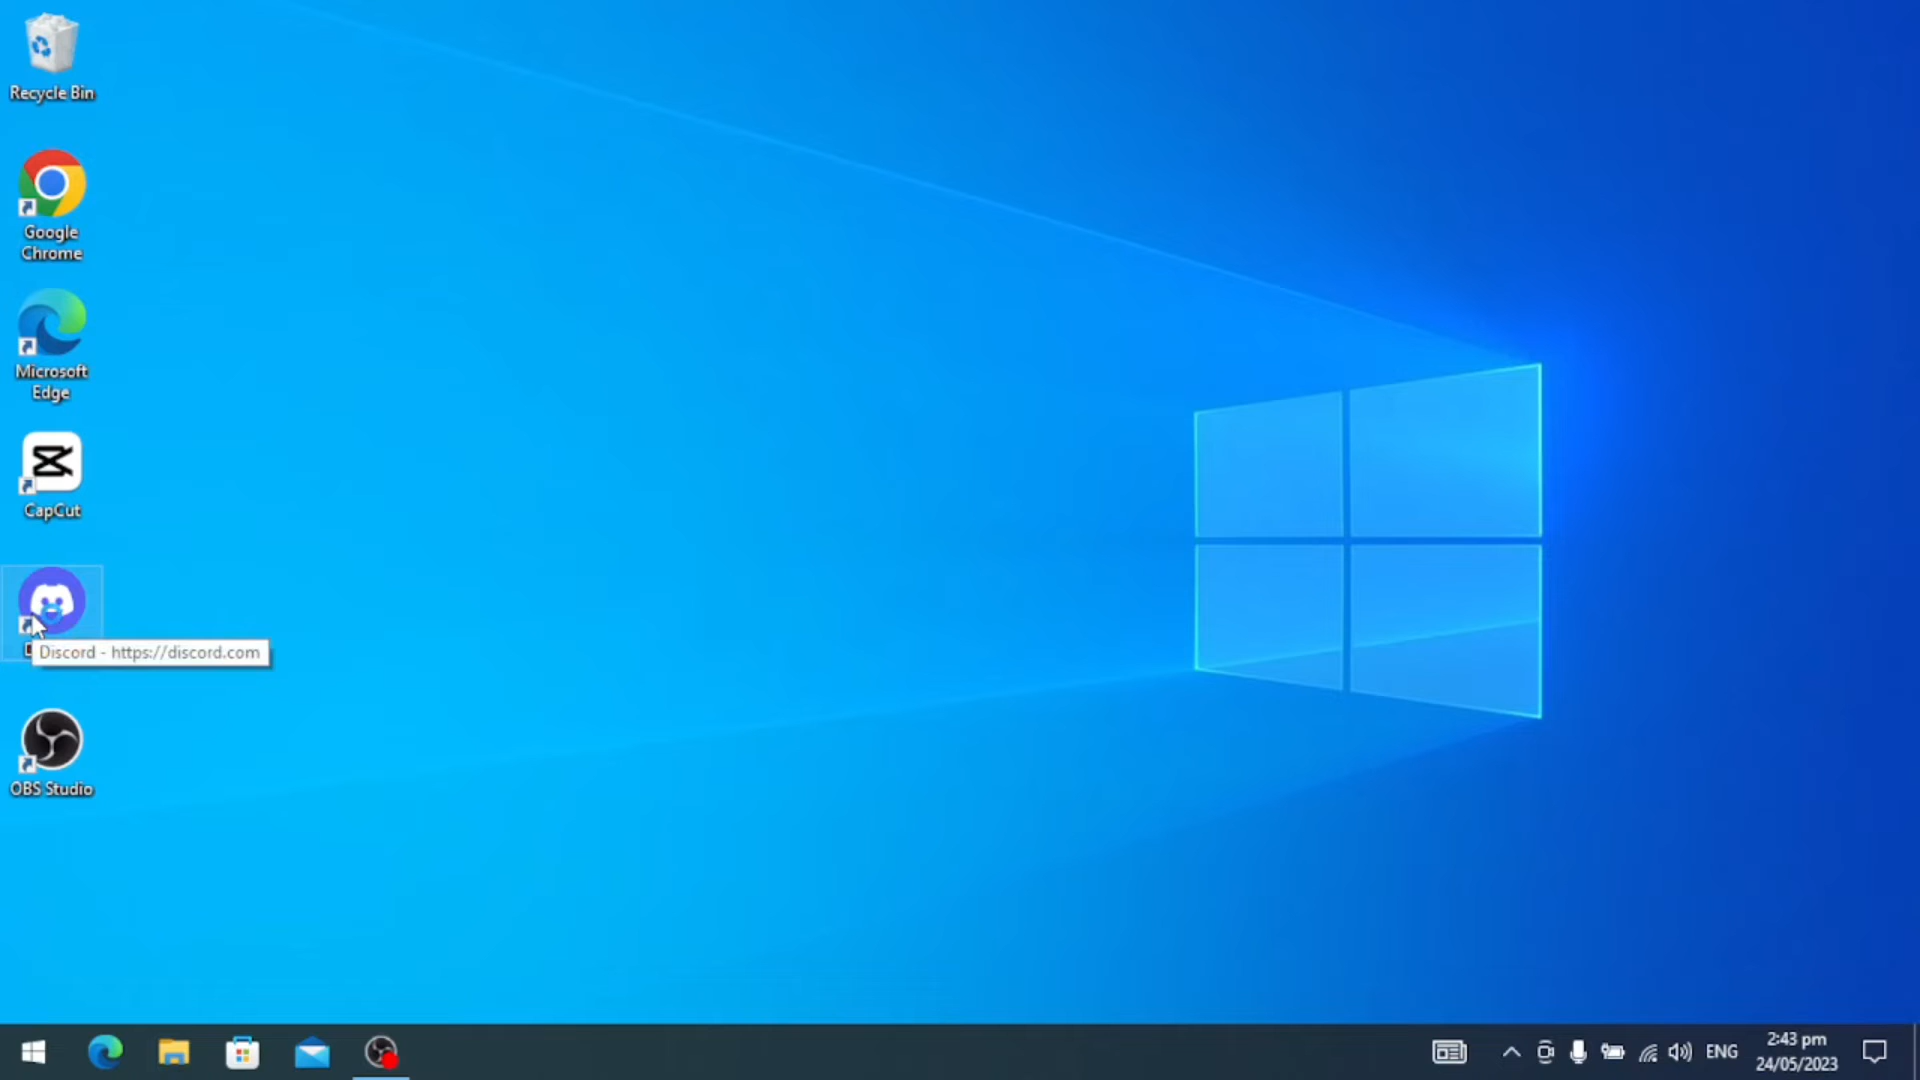 Recycle Bin
Google
Chrome
Microsoft
Edge
CapCut
Discord - https://discord.com
OBS Studio
ENG
2:43 pm
24/05/2023